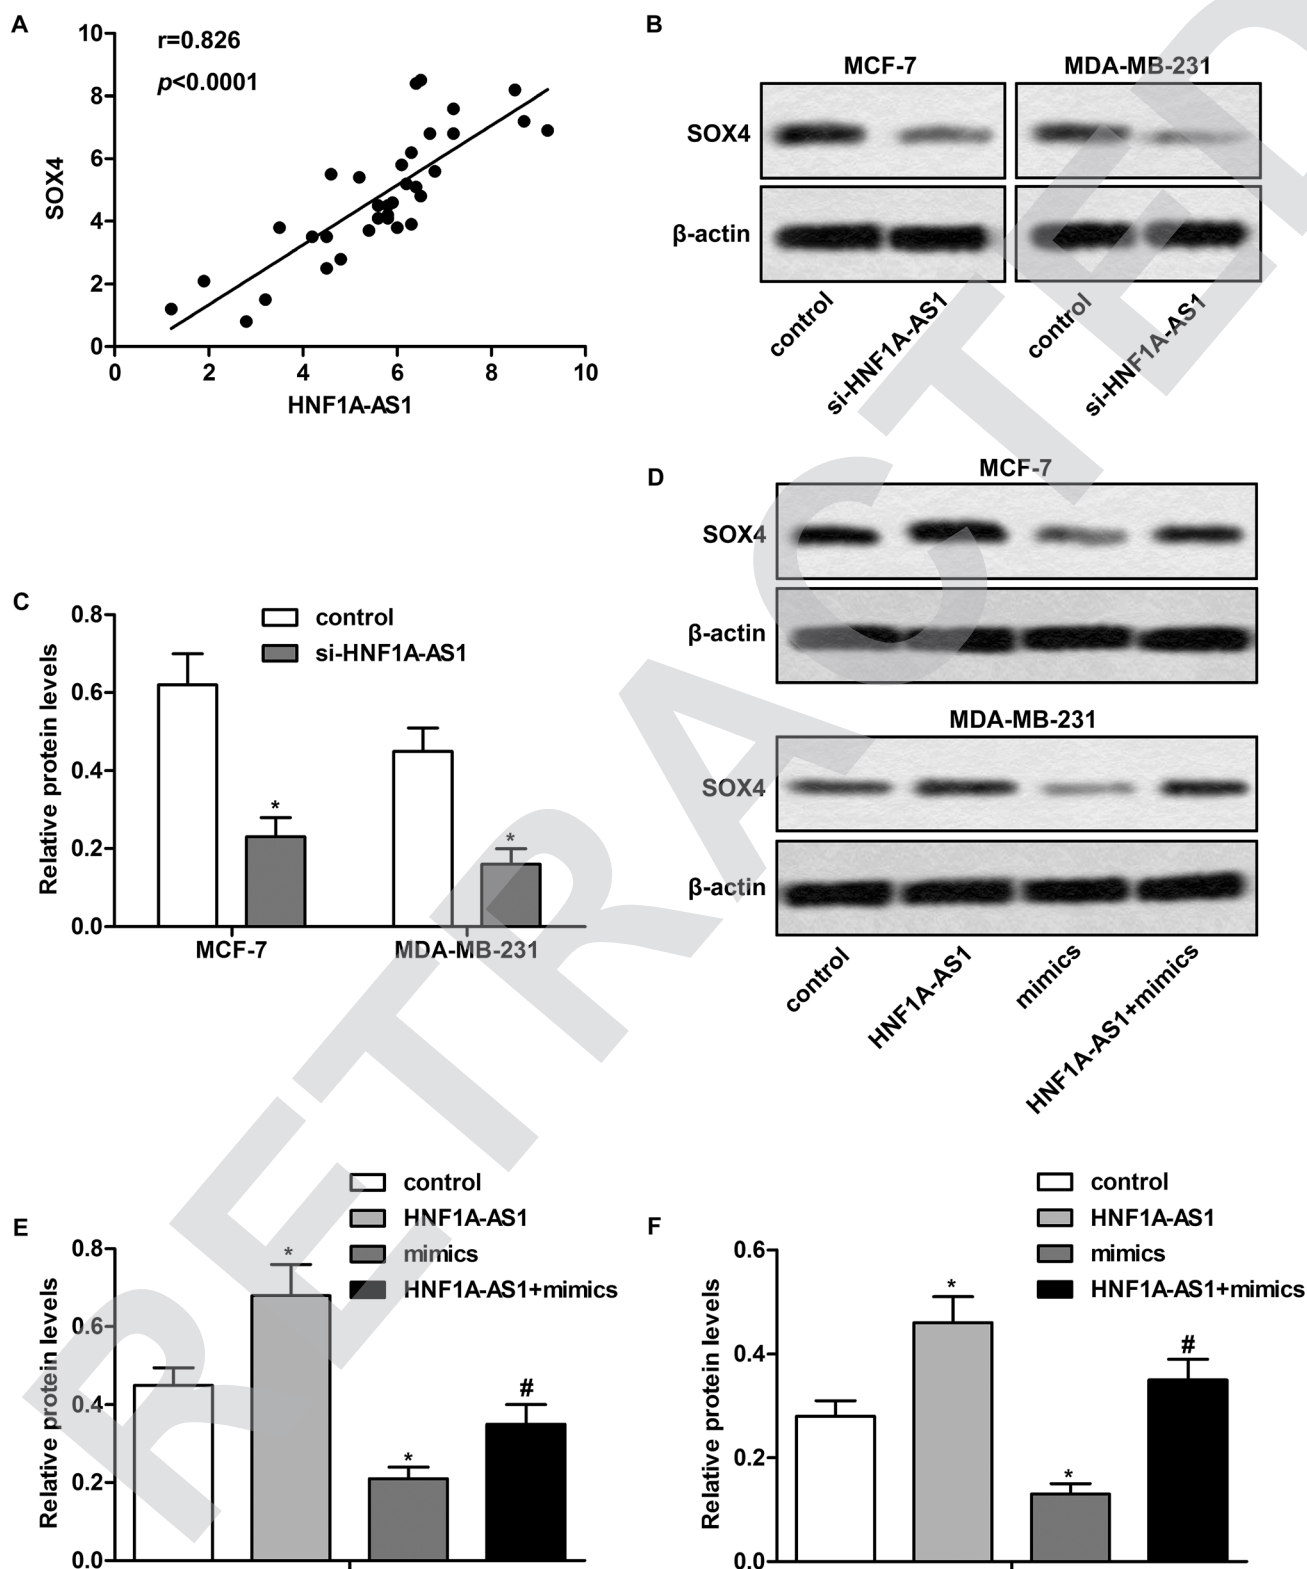 A
r=0.826
p<0.0001
10
8
6
4
2
0
SOX4
0 2 4 6 8 10
HNF1A-AS1
B
MCF-7 MDA-MB-231
SOX4
β-actin
control si-HNF1A-AS1 control si-HNF1A-AS1
C
control
si-HNF1A-AS1
0.8
0.6
0.4
0.2
0.0
Relative protein levels
* *
MCF-7 MDA-MB-231
D
MCF-7
SOX4
β-actin
MDA-MB-231
SOX4
β-actin
control HNF1A-AS1 mimics HNF1A-AS1+mimics
E
control
HNF1A-AS1
mimics
HNF1A-AS1+mimics
0.8
0.6
0.4
0.2
0.0
Relative protein levels
* * #
F
control
HNF1A-AS1
mimics
HNF1A-AS1+mimics
0.6
0.4
0.2
0.0
Relative protein levels
* * #
RETRACTED